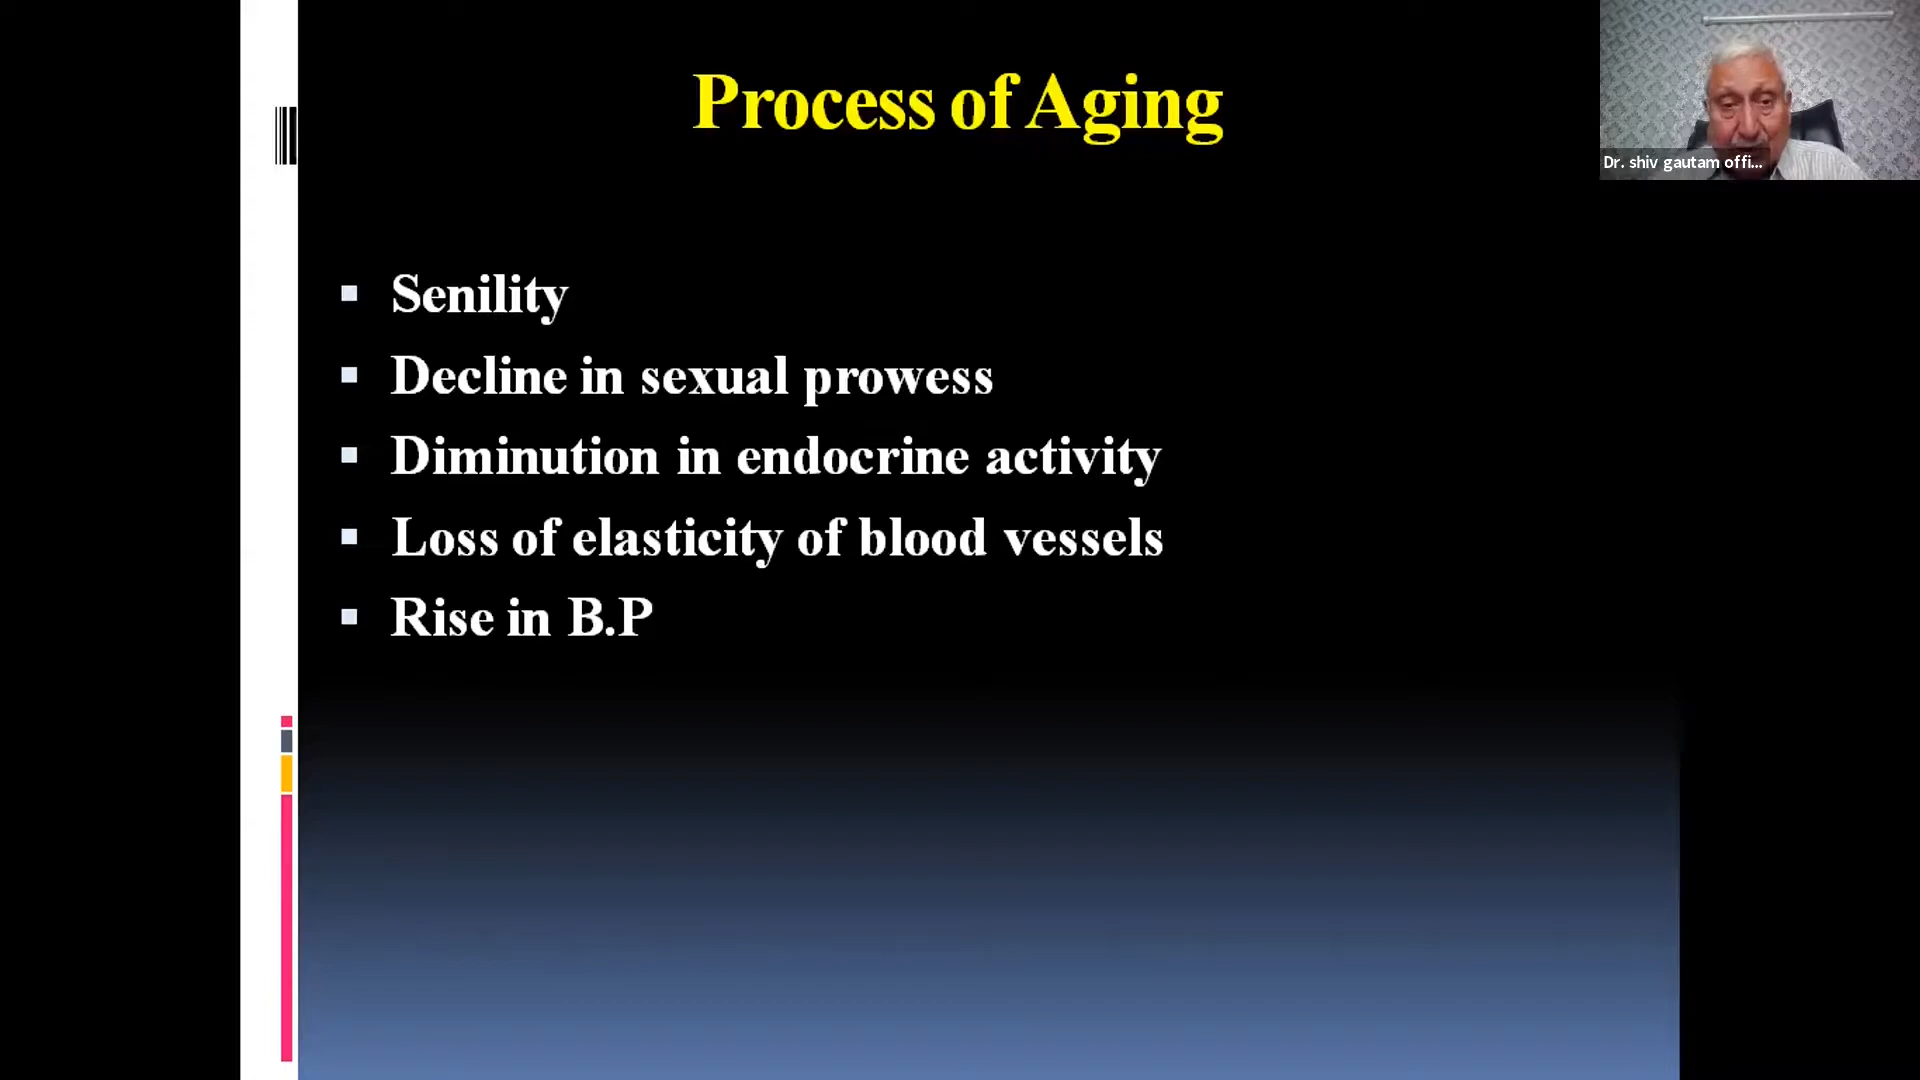 Process of Aging
Dr. shiv gautam offi...
Senility
Decline in sexual prowess
Diminution in endocrine activity
Loss of elasticity of blood vessels
Rise in B.P